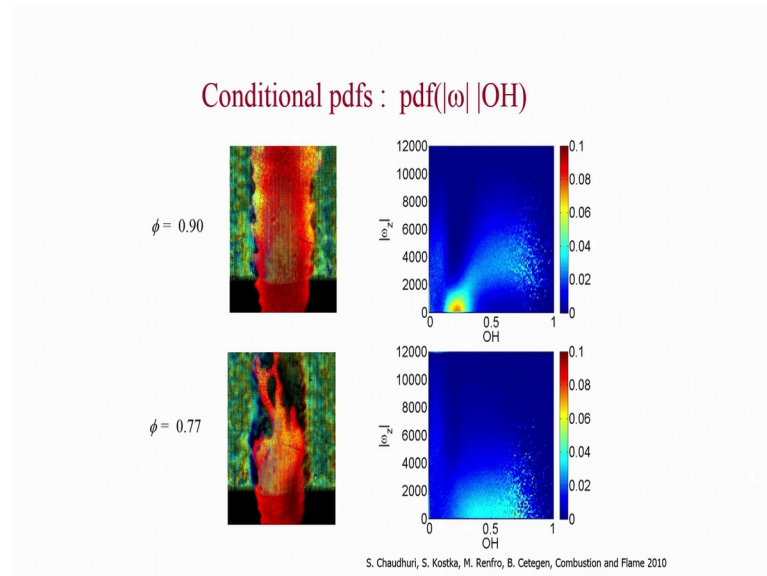 Conditional pdfs : pdf(|ω| |OH)
ϕ = 0.90
12000
10000
8000
6000
4000
2000
0
|ω_z|
0 0.5 1
OH
0.1
0.08
0.06
0.04
0.02
0
ϕ = 0.77
12000
10000
8000
6000
4000
2000
0
|ω_z|
0 0.5 1
OH
0.1
0.08
0.06
0.04
0.02
0
S. Chaudhuri, S. Kostka, M. Renfro, B. Cetegen, Combustion and Flame 2010